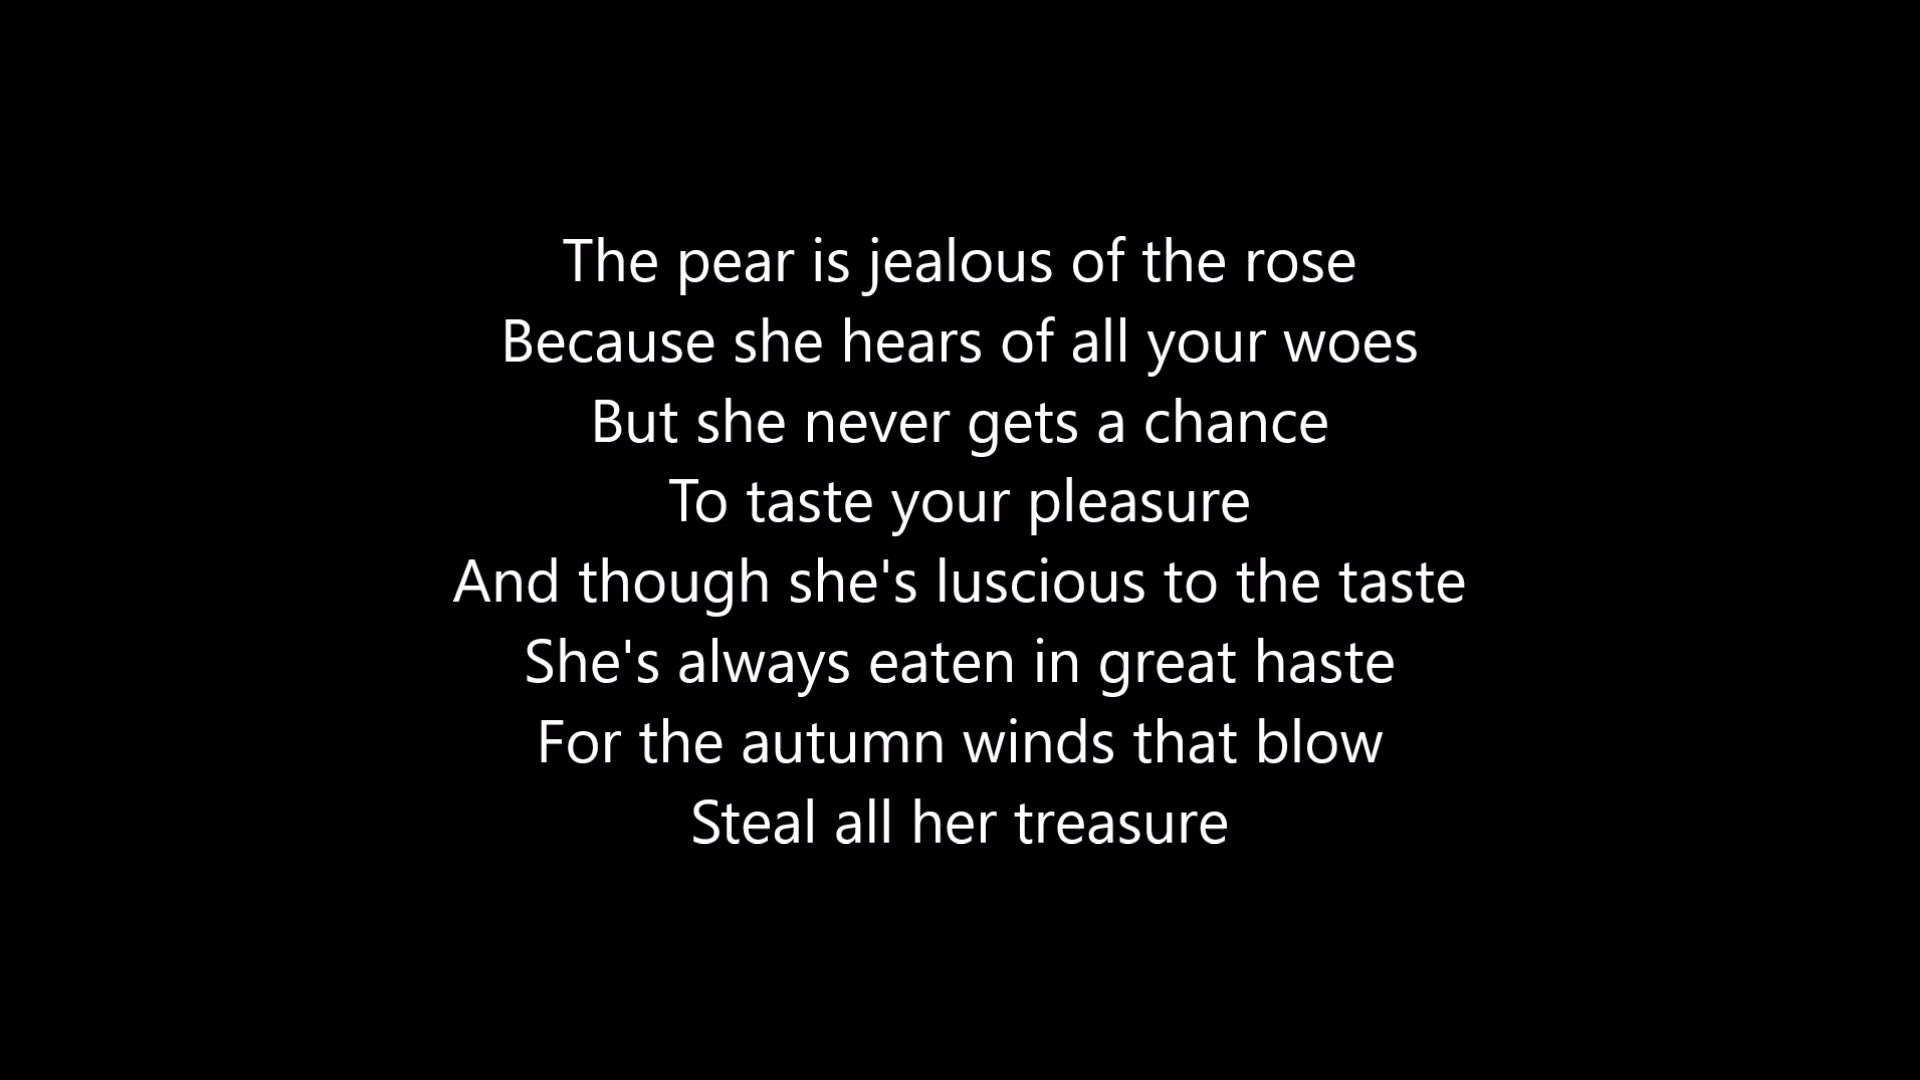 The pear is jealous of the rose
Because she hears of all your woes
But she never gets a chance
To taste your pleasure
And though she's luscious to the taste
She's always eaten in great haste
For the autumn winds that blow
Steal all her treasure